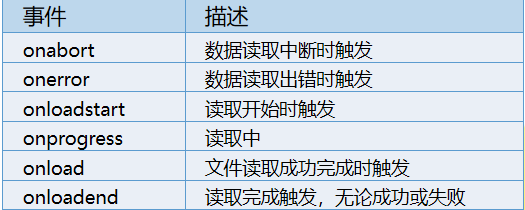 事件 描述
onabort 数据读取中断时触发
onerror 数据读取出错时触发
onloadstart 读取开始时触发
onprogress 读取中
onload 文件读取成功完成时触发
onloadend 读取完成触发，无论成功或失败